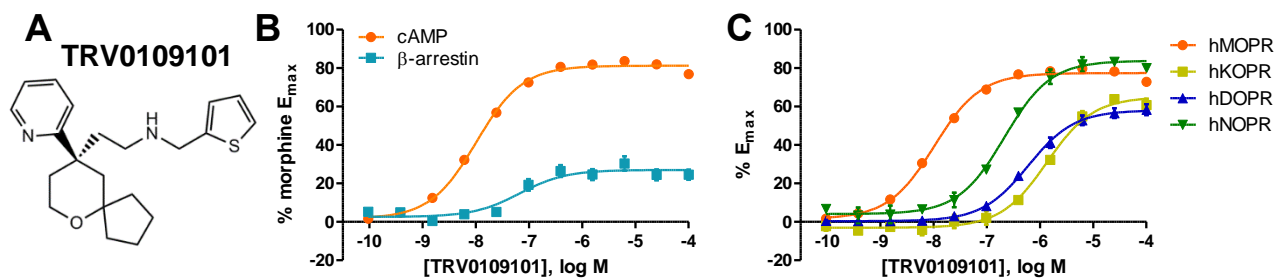 A
TRV0109101
N
H
N
S
O
B
cAMP
β-arrestin
% morphine Emax
100
80
60
40
20
0
-20
-10
-9
-8
-7
-6
-5
-4
[TRV0109101], log M
C
% Emax
100
80
60
40
20
0
-20
-10
-9
-8
-7
-6
-5
-4
[TRV0109101], log M
hMOPR
hKOPR
hDOPR
hNOPR